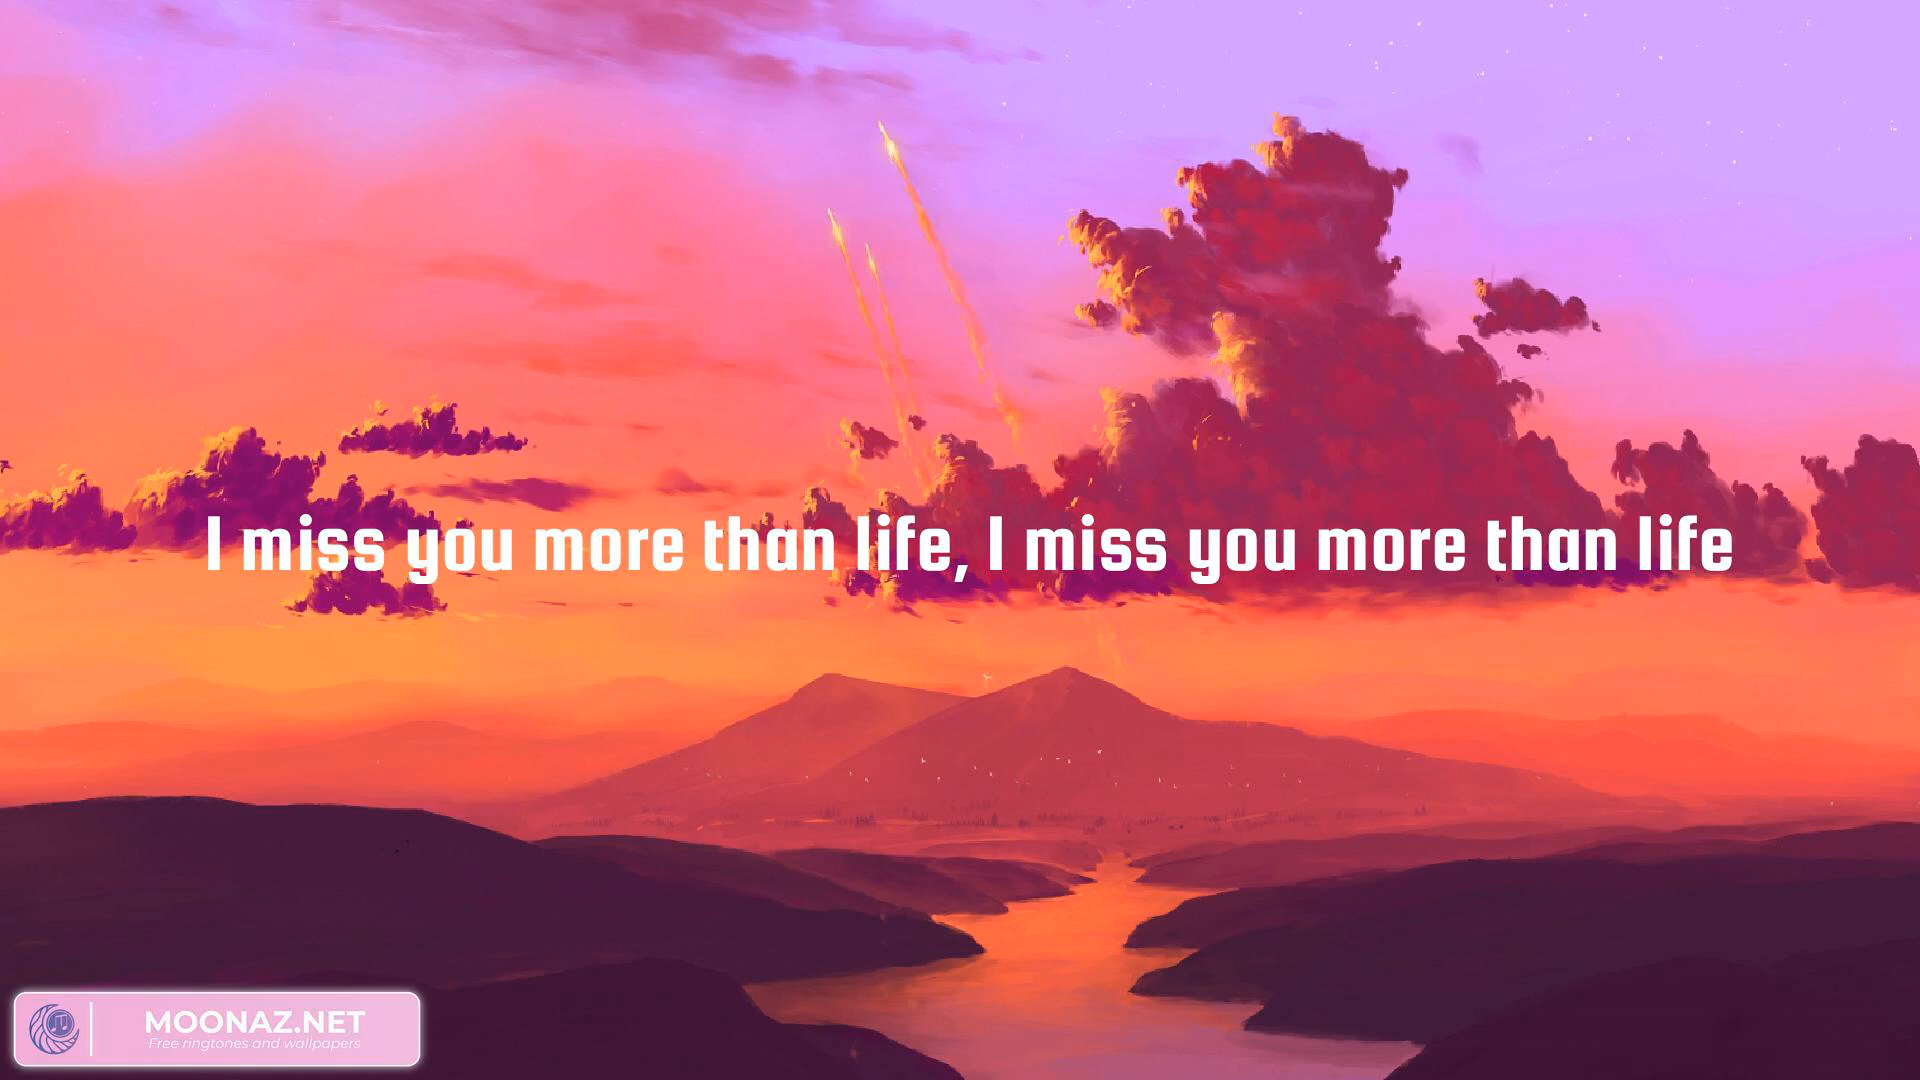 I miss you more than life, I miss you more than life
MOONAZ.NET
Free ringtones and wallpapers